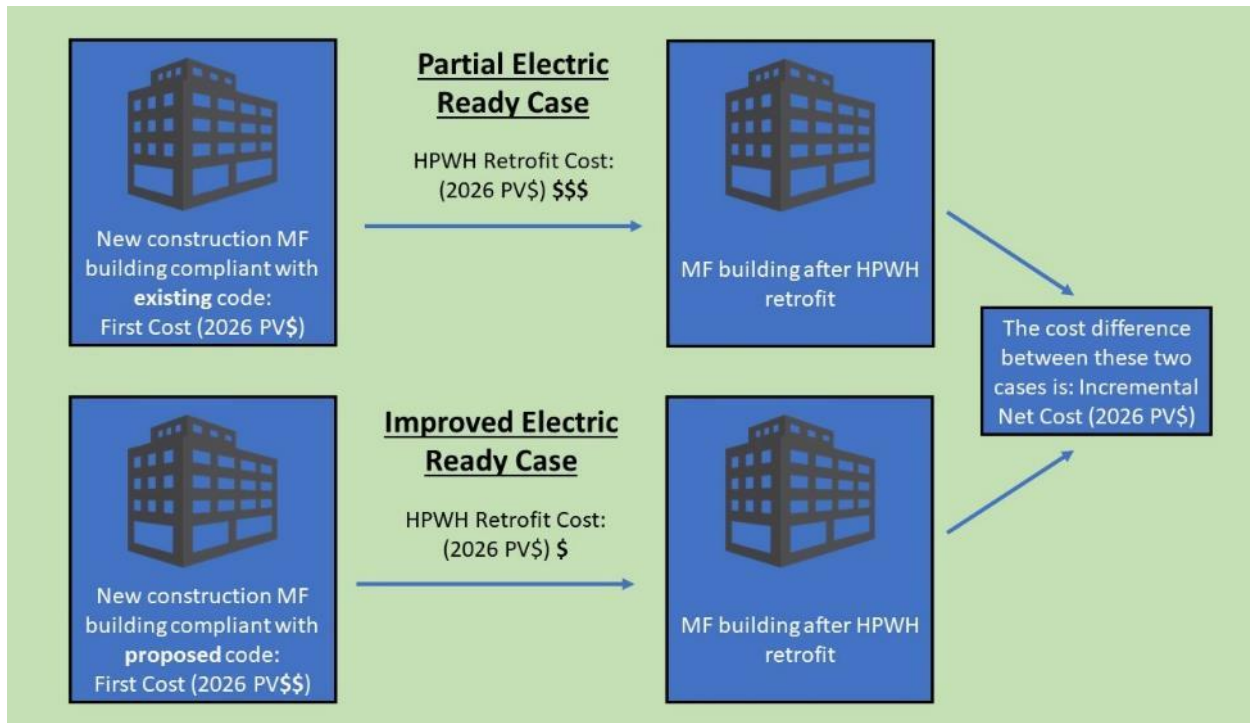 Partial Electric
Ready Case
HPWH Retrofit Cost:
(2026 PV$) $$$
New construction MF
building compliant with
existing code:
First Cost (2026 PV$)
MF building after HPWH
retrofit
The cost difference
between these two
cases is: Incremental
Net Cost (2026 PV$)
Improved Electric
Ready Case
HPWH Retrofit Cost:
(2026 PV$) $
New construction MF
building compliant with
proposed code:
First Cost (2026 PV$$)
MF building after HPWH
retrofit